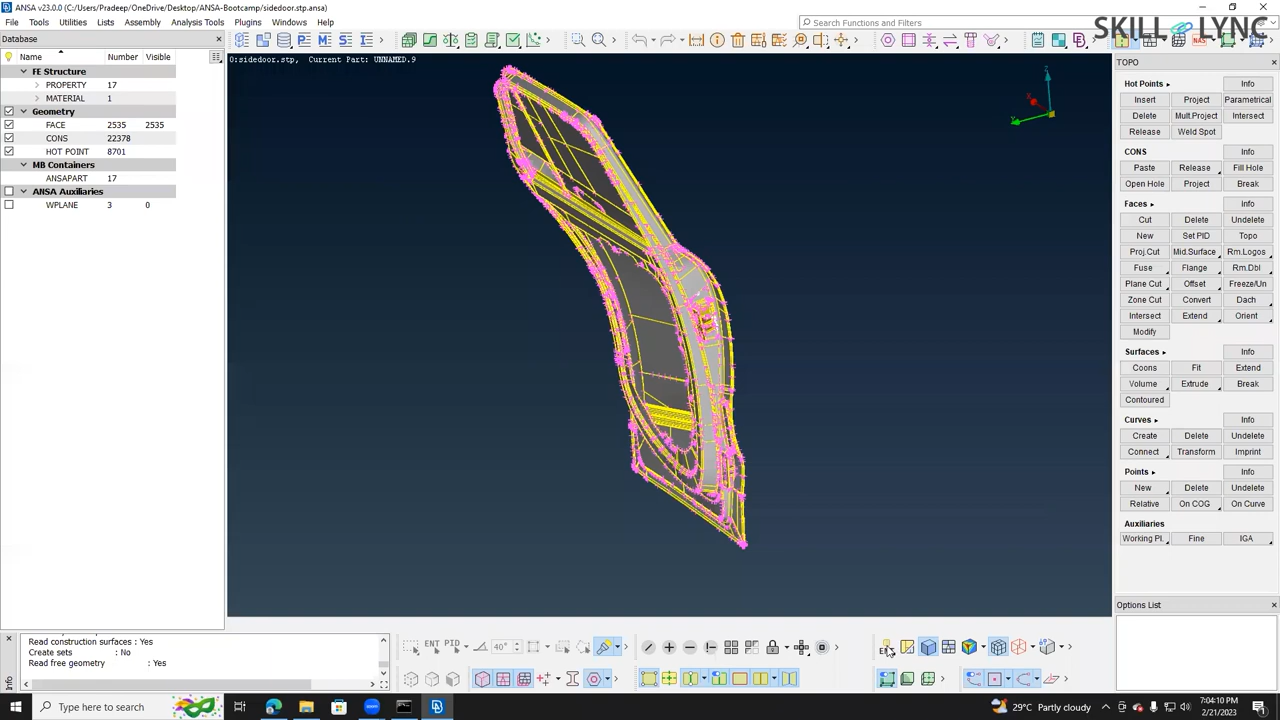 ANSA v23.0.0 (C:/Users/Pradeep/OneDrive/Desktop/ANSA-Bootcamp/sidedoor.stp.ansa)
File Tools Utilities Lists Assembly Analysis Tools Plugins Windows Help
Search Functions and Filters
SKILL LYNC
Database
Name Number Visible
FE Structure
PROPERTY 17
MATERIAL 1
Geometry
FACE 2535 2535
CONS 22378
HOT POINT 8701
MB Containers
ANSAPART 17
ANSA Auxiliaries
WPLANE 3 0
0:sidedoor.stp, Current Part: UNNAMED.9
TOPO
Hot Points Info
Insert Project Parametrical
Delete Mult.Project Intersect
Release Weld Spot
CONS Info
Paste Release Fill Hole
Open Hole Project Break
Faces Info
Cut Delete Undelete
New Set PID Topo
Proj.Cut Mid.Surface Rm.Logos
Fuse Flange Rm.Dbl
Plane Cut Offset Freeze/Un
Zone Cut Convert Dach
Intersect Extend Orient
Modify
Surfaces Info
Coons Fit Extend
Volume Extrude Break
Contoured
Curves Info
Create Delete Undelete
Connect Transform Imprint
Points Info
New Delete Undelete
Relative On COG On Curve
Auxiliaries
Working Pl. Fine IGA
Options List
Info
Read construction surfaces : Yes
Create sets : No
Read free geometry : Yes
ENT PID 40°
Type here to search
29°C Partly cloudy
7:04:10 PM
2/21/2023